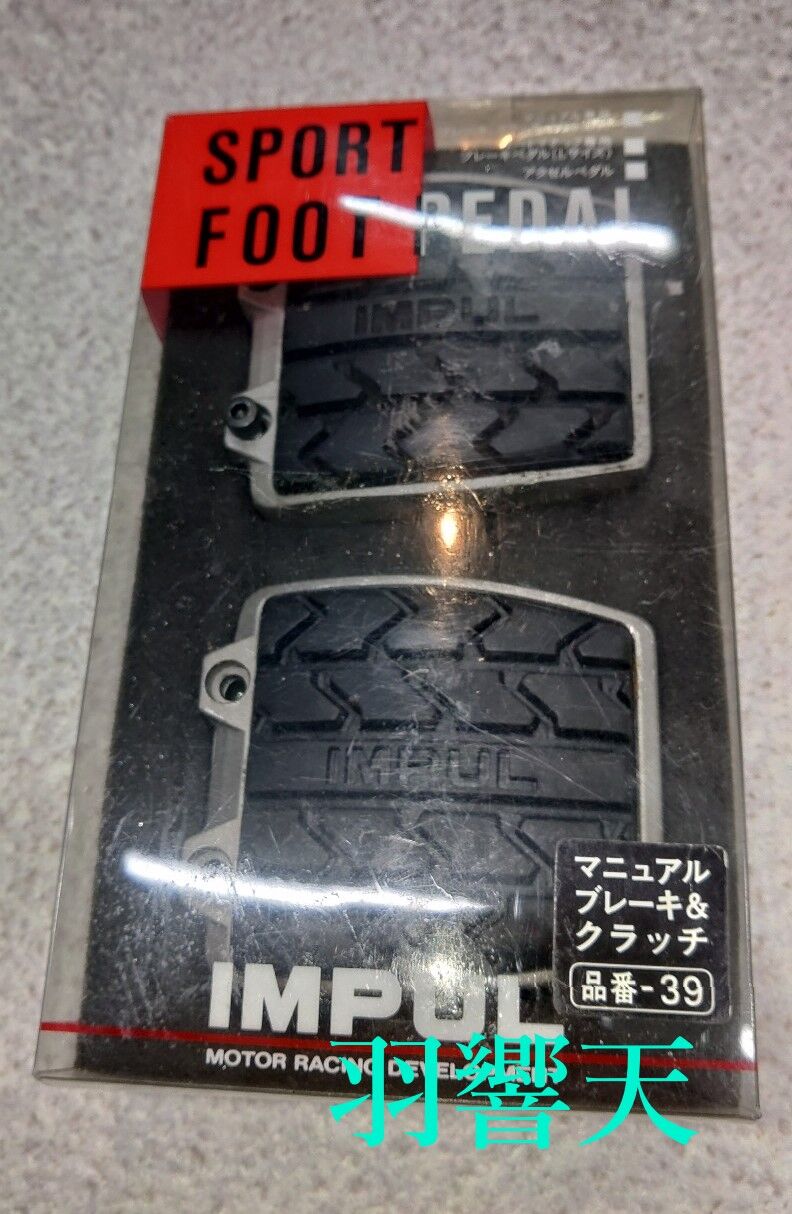 SPORT
FOOT PEDAL
ブレーキペダル(Lサイズ)
アクセルペダル
IMPUL
IMPUL
マニュアル
ブレーキ&
クラッチ
品番-39
IMPUL
MOTOR RACING DEVELOPMENT
羽響天